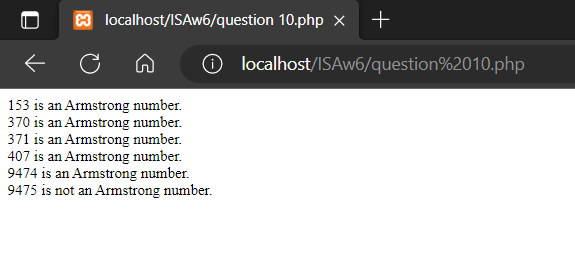 localhost/ISAw6/question 10.php
localhost/ISAw6/question%2010.php
153 is an Armstrong number.
370 is an Armstrong number.
371 is an Armstrong number.
407 is an Armstrong number.
9474 is an Armstrong number.
9475 is not an Armstrong number.